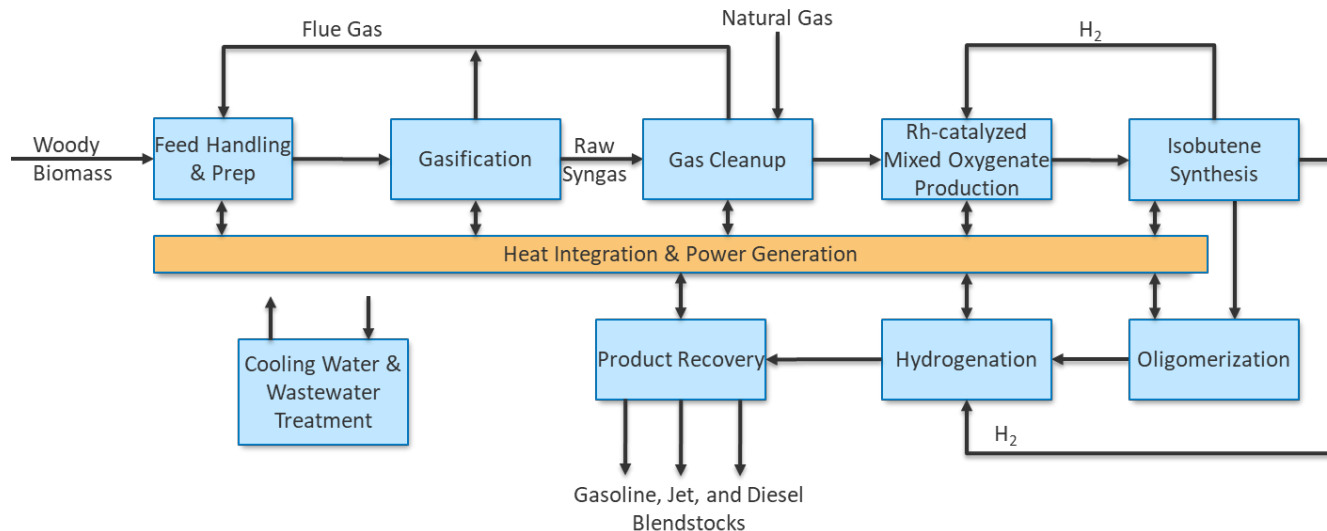 Natural Gas
Flue Gas
H₂
Woody
Biomass
Feed Handling
& Prep
Gasification
Raw
Syngas
Gas Cleanup
Rh-catalyzed
Mixed Oxygenate
Production
Isobutene
Synthesis
Heat Integration & Power Generation
Cooling Water &
Wastewater
Treatment
Product Recovery
Hydrogenation
Oligomerization
H₂
Gasoline, Jet, and Diesel
Blendstocks